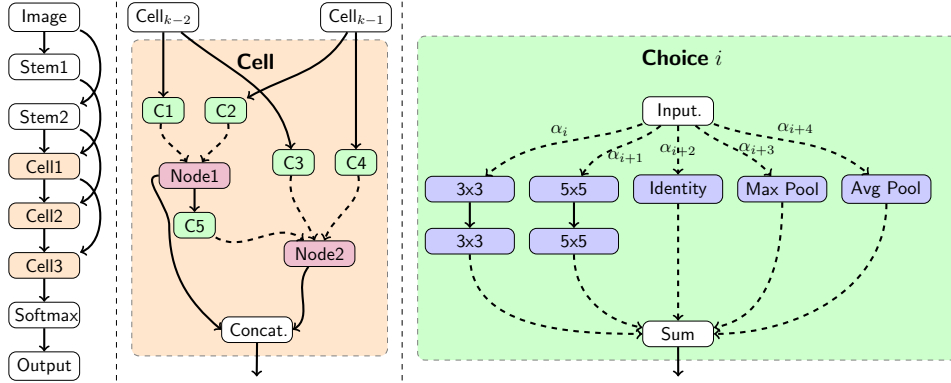 Image
Stem1
Stem2
Cell1
Cell2
Cell3
Softmax
Output
Cell_{k−2}
Cell_{k−1}
Cell
C1
C2
C3
C4
Node1
C5
Node2
Concat.
Choice i
Input.
α_i
α_{i+1}
α_{i+2}
α_{i+3}
α_{i+4}
3x3
5x5
Identity
Max Pool
Avg Pool
3x3
5x5
Sum